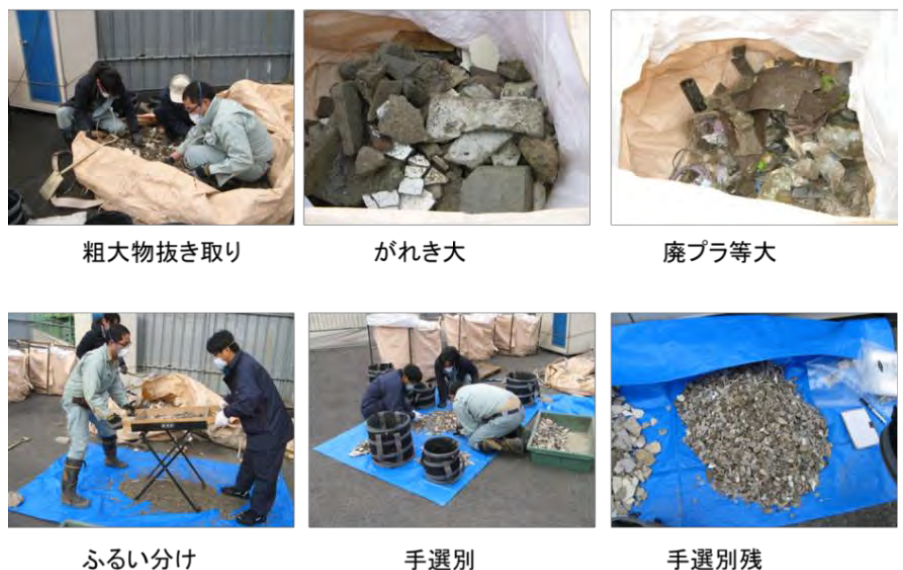 粗大物抜き取り
がれき大
廃プラ等大
ふるい分け
手選別
手選別残